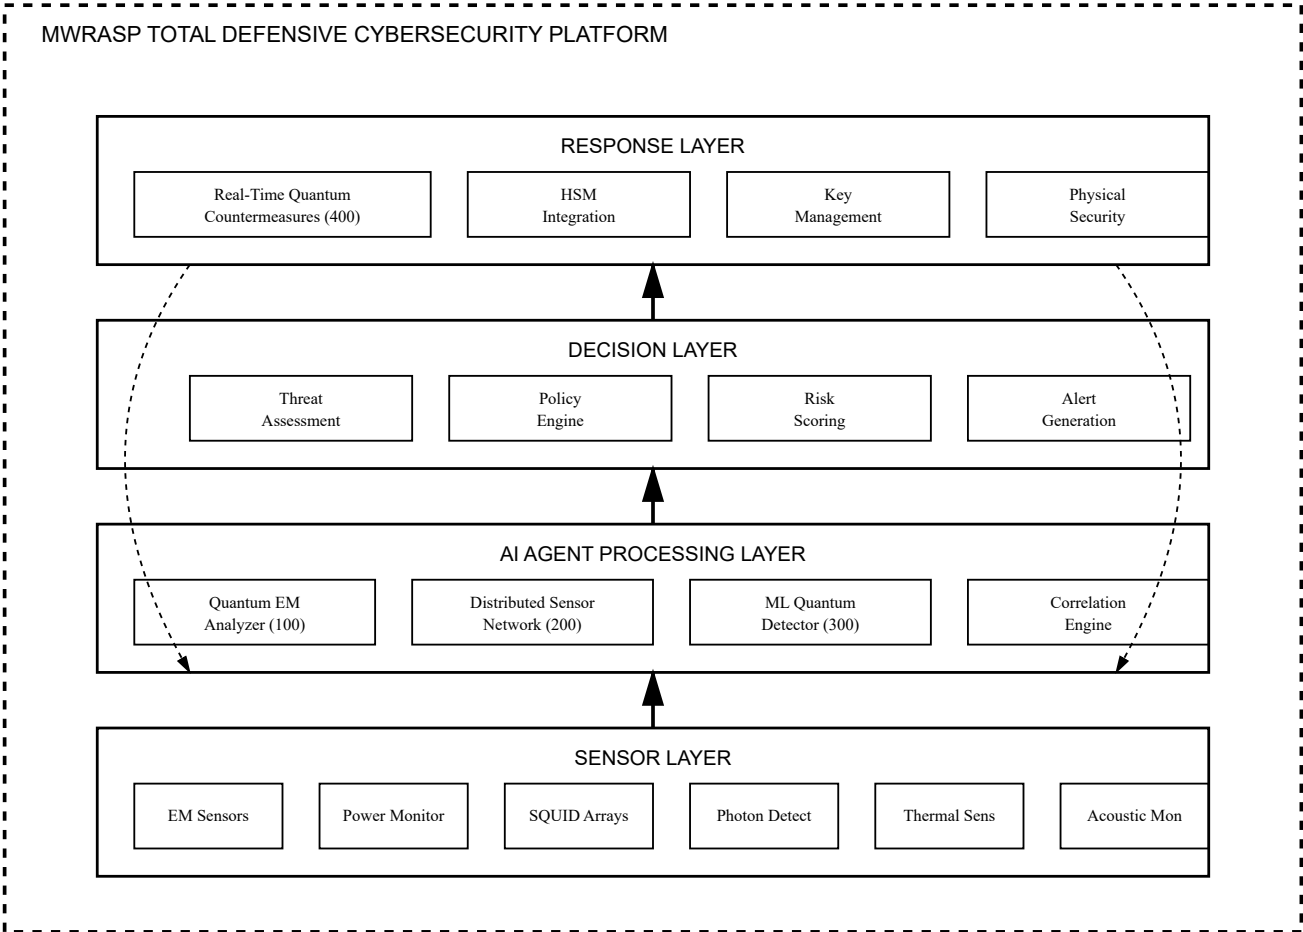 MWRASP TOTAL DEFENSIVE CYBERSECURITY PLATFORM
RESPONSE LAYER
Real-Time Quantum
Countermeasures (400)
HSM
Integration
Key
Management
Physical
Security
DECISION LAYER
Threat
Assessment
Policy
Engine
Risk
Scoring
Alert
Generation
AI AGENT PROCESSING LAYER
Quantum EM
Analyzer (100)
Distributed Sensor
Network (200)
ML Quantum
Detector (300)
Correlation
Engine
SENSOR LAYER
EM Sensors
Power Monitor
SQUID Arrays
Photon Detect
Thermal Sens
Acoustic Mon